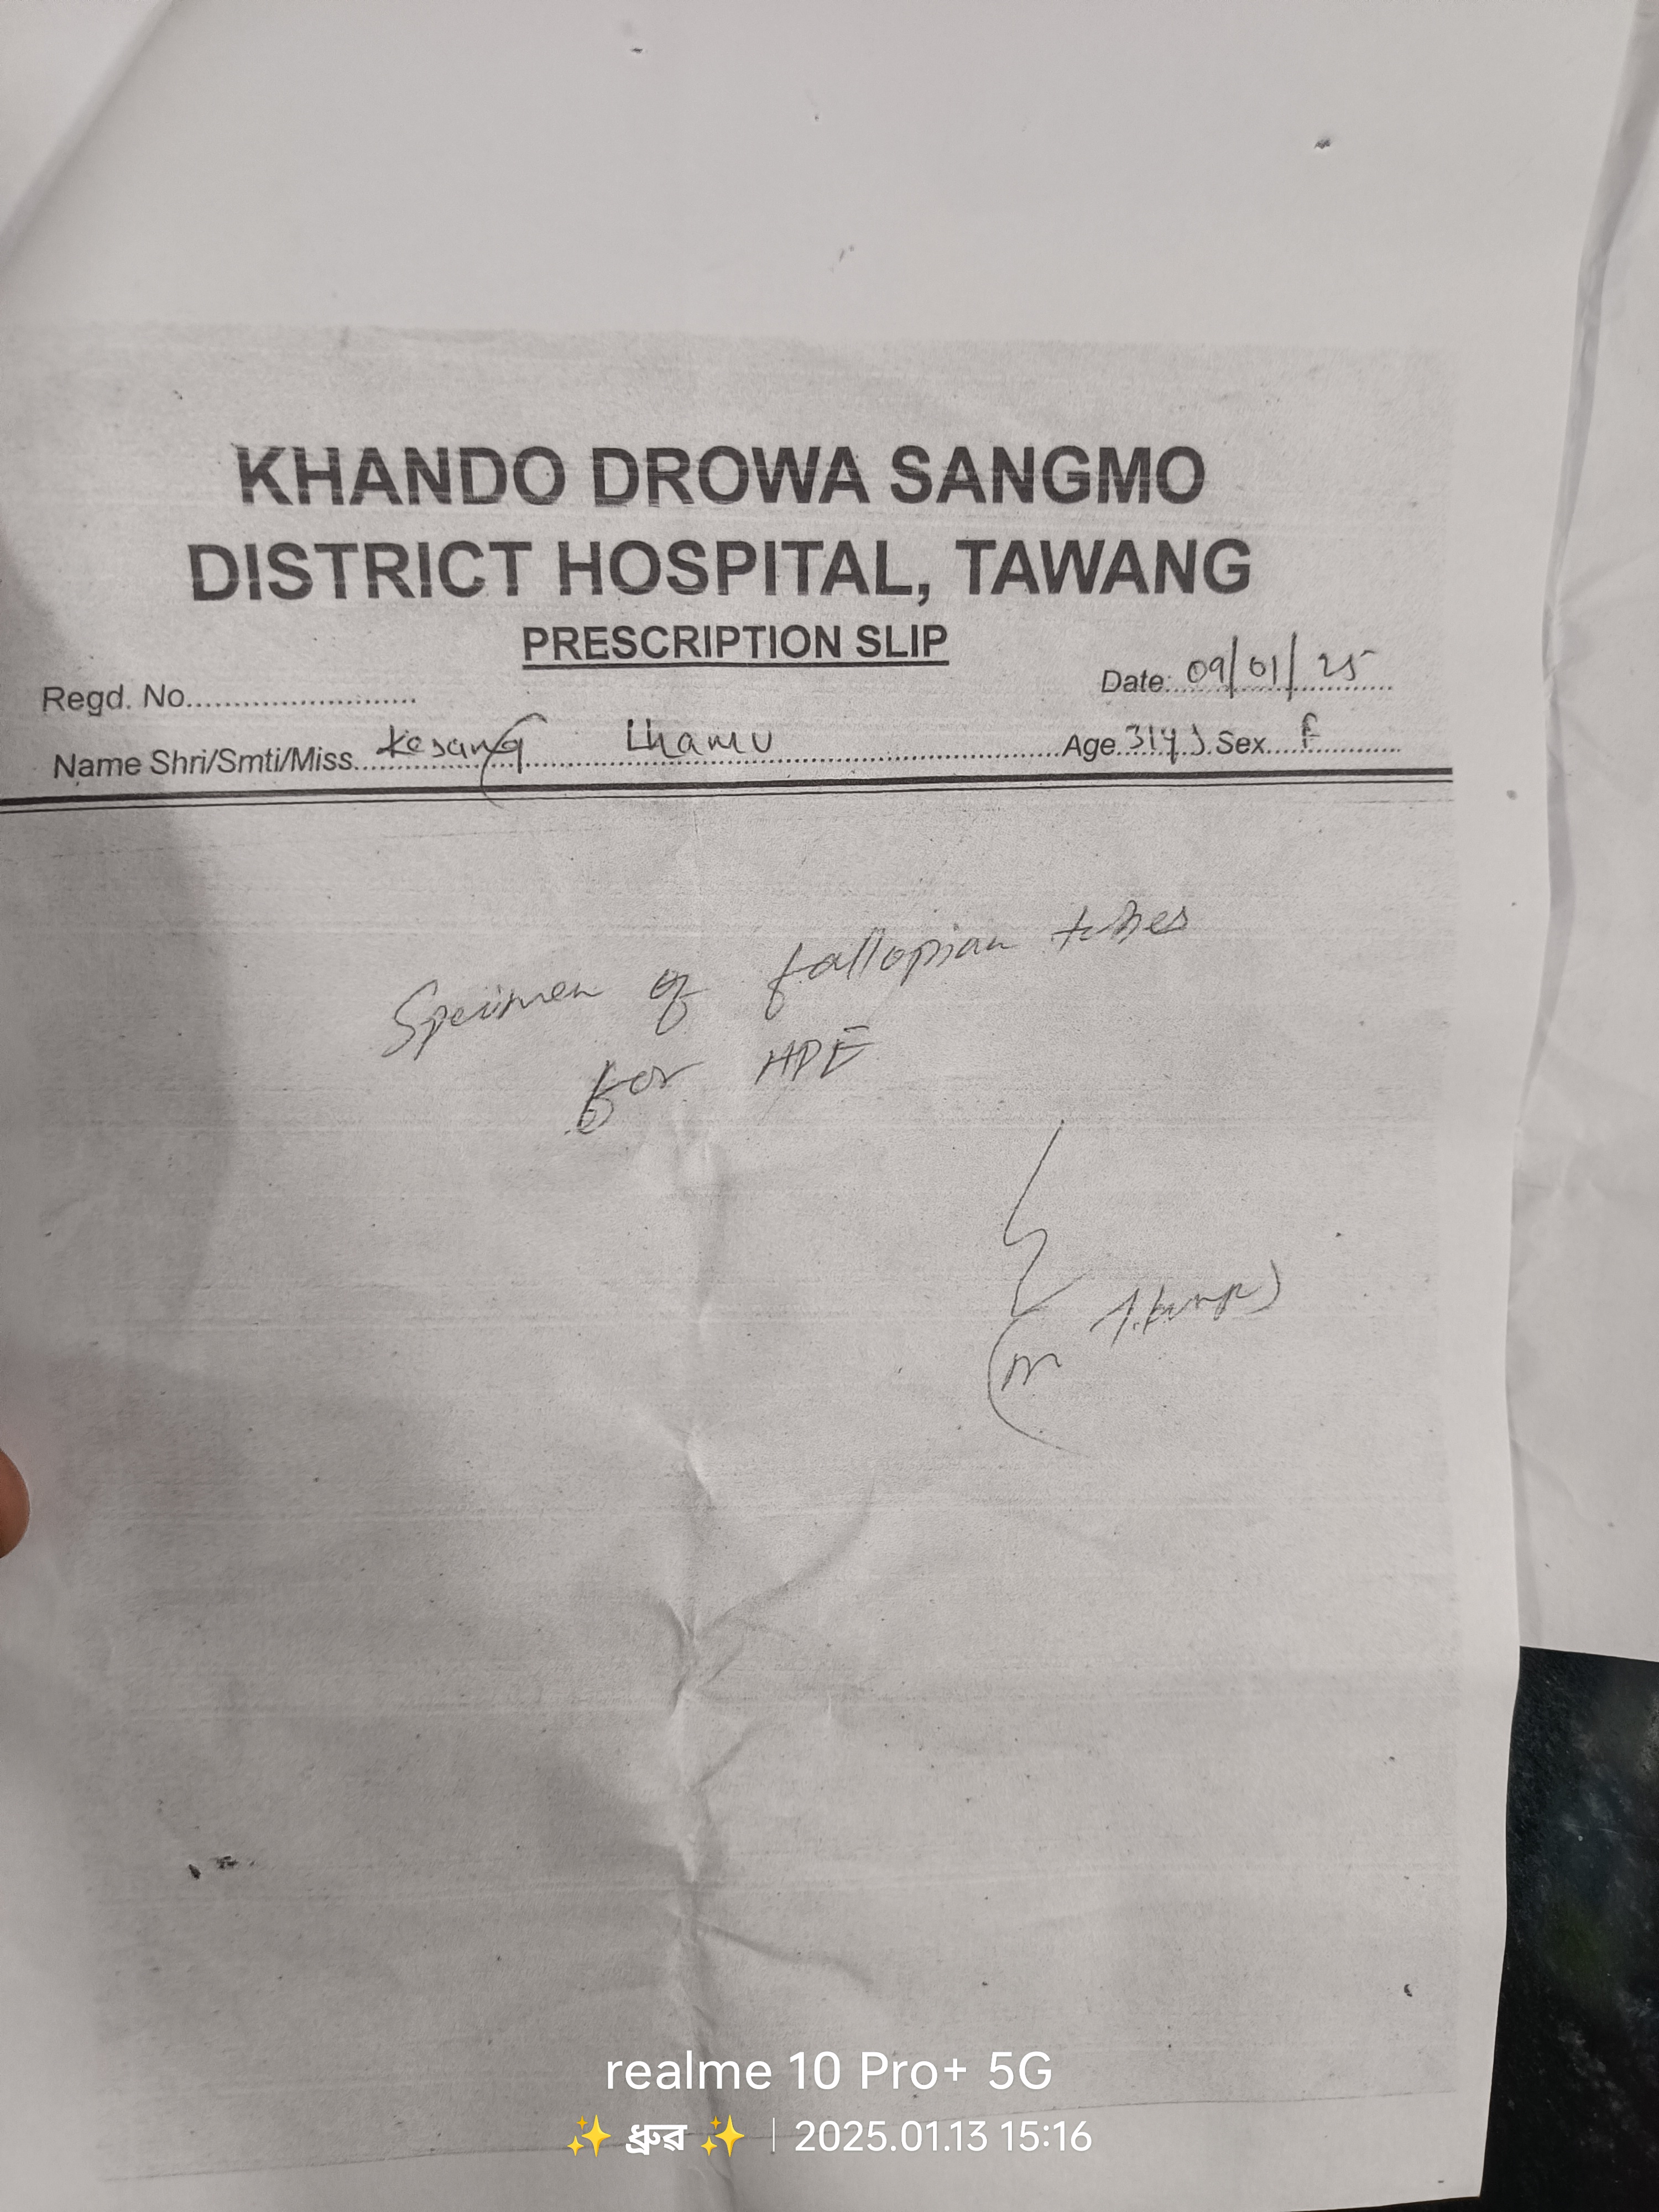 KHANDO DROWA SANGMO
DISTRICT HOSPITAL, TAWANG
PRESCRIPTION SLIP
Regd. No........................... Date: 09/01/25
Name Shri/Smti/Miss. Kesang Lhamu Age. 31yrs Sex. F
Specimen of fallopian tubes
for HPE
realme 10 Pro+ 5G
✨ ধ্ৰুৱ ✨ | 2025.01.13 15:16